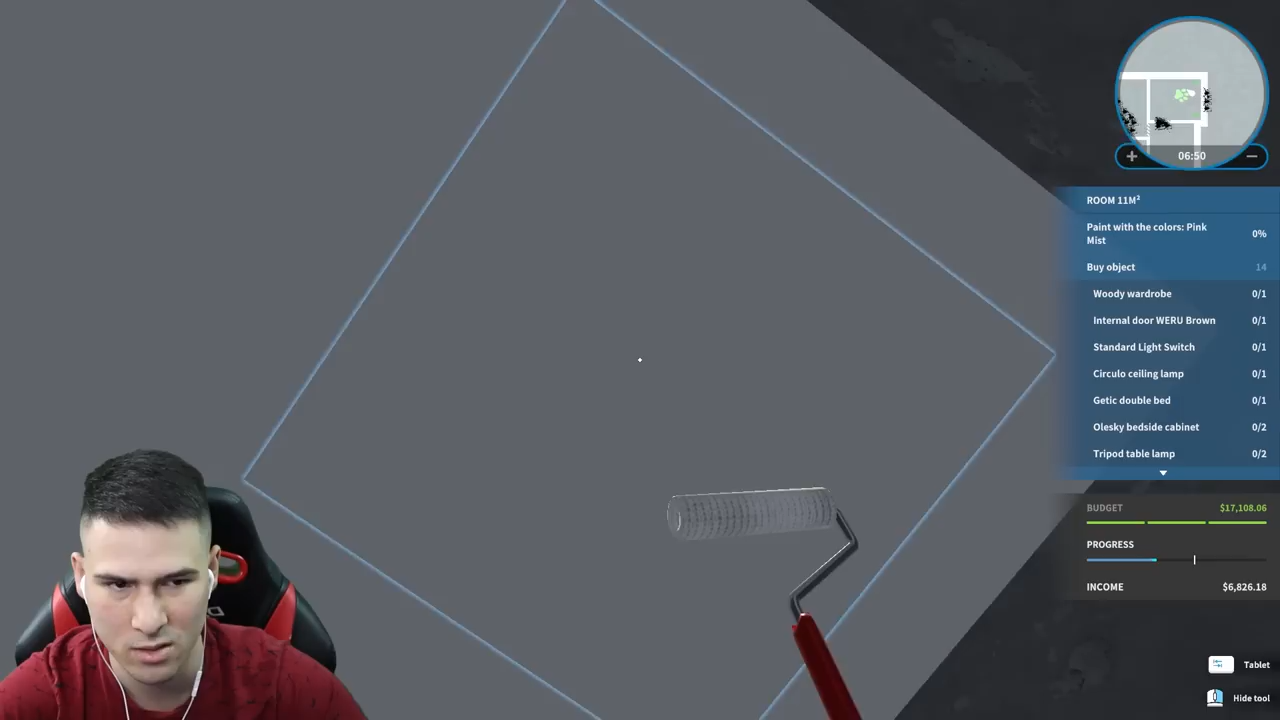 + 06:50 −
ROOM 11M²
Paint with the colors: Pink
Mist 0%
Buy object 14
Woody wardrobe 0/1
Internal door WERU Brown 0/1
Standard Light Switch 0/1
Circulo ceiling lamp 0/1
Getic double bed 0/1
Olesky bedside cabinet 0/2
Tripod table lamp 0/2
BUDGET $17,108.06
PROGRESS
INCOME $6,826.18
Tablet
Hide tool